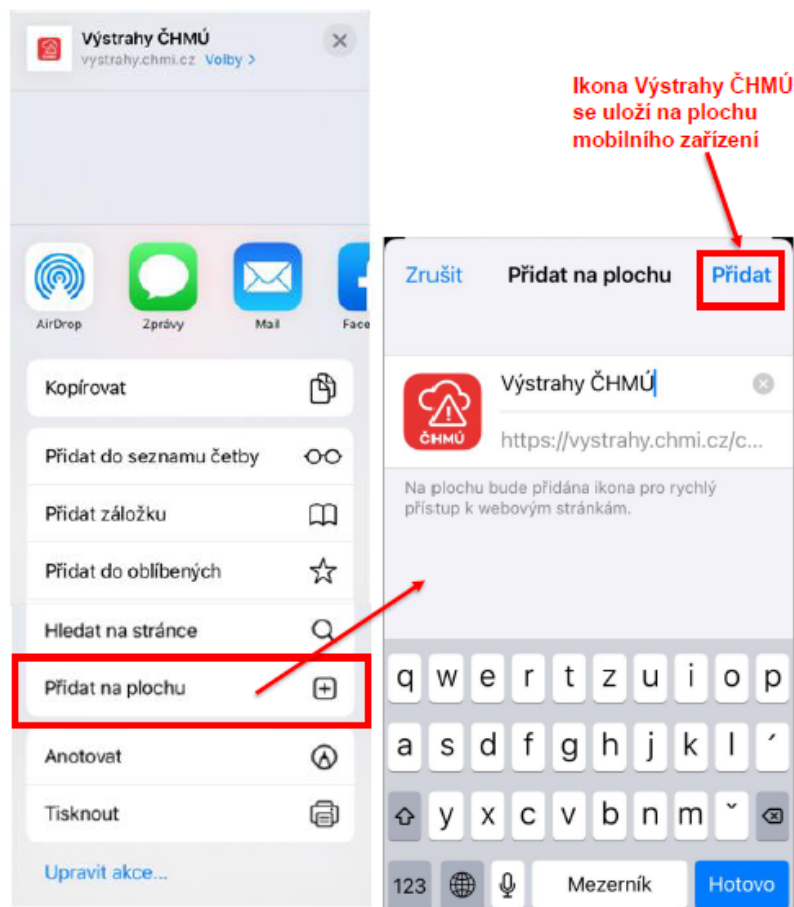 Výstrahy ČHMÚ
vystrahy.chmi.cz Volby >
AirDrop
Zprávy
Mail
Face
Kopírovat
Přidat do seznamu četby
Přidat záložku
Přidat do oblíbených
Hledat na stránce
Přidat na plochu
Anotovat
Tisknout
Upravit akce...
Ikona Výstrahy ČHMÚ
se uloží na plochu
mobilního zařízení
Zrušit Přidat na plochu Přidat
ČHMÚ
Výstrahy ČHMÚ
https://vystrahy.chmi.cz/c...
Na plochu bude přidána ikona pro rychlý
přístup k webovým stránkám.
q w e r t z u i o p
a s d f g h j k l ´
y x c v b n m ˇ
123 Mezerník Hotovo